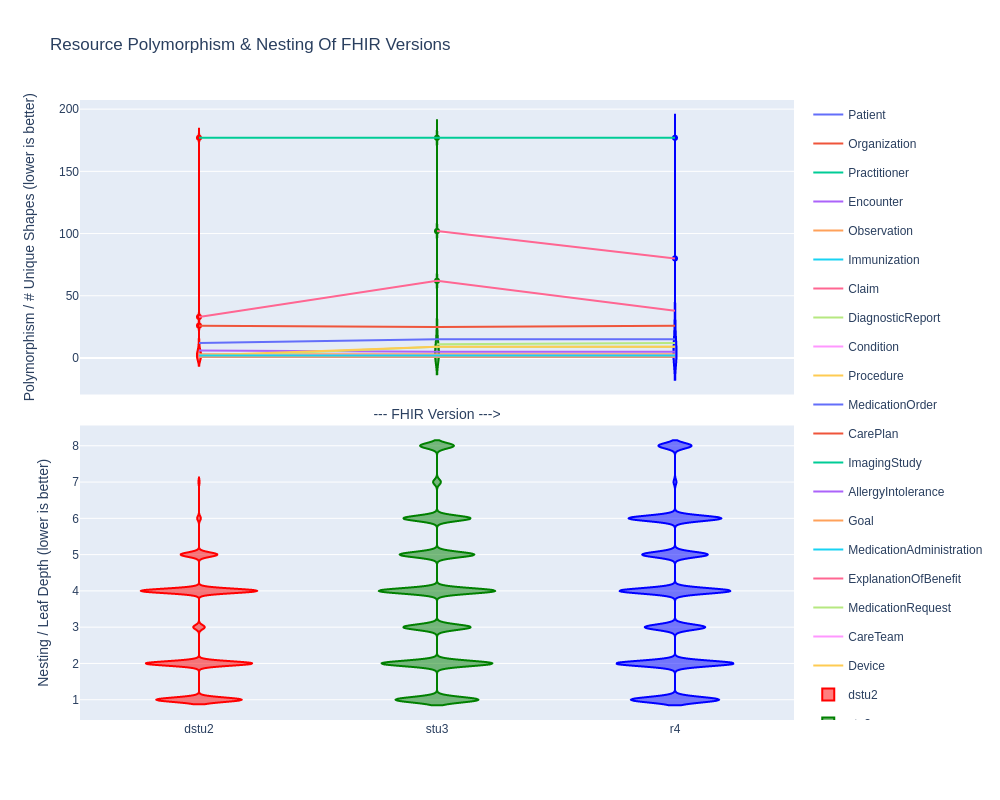 Resource Polymorphism & Nesting Of FHIR Versions
Polymorphism / # Unique Shapes (lower is better)
200
150
100
50
0
--- FHIR Version --->
Nesting / Leaf Depth (lower is better)
8
7
6
5
4
3
2
1
dstu2
stu3
r4
Patient
Organization
Practitioner
Encounter
Observation
Immunization
Claim
DiagnosticReport
Condition
Procedure
MedicationOrder
CarePlan
ImagingStudy
AllergyIntolerance
Goal
MedicationAdministration
ExplanationOfBenefit
MedicationRequest
CareTeam
Device
dstu2